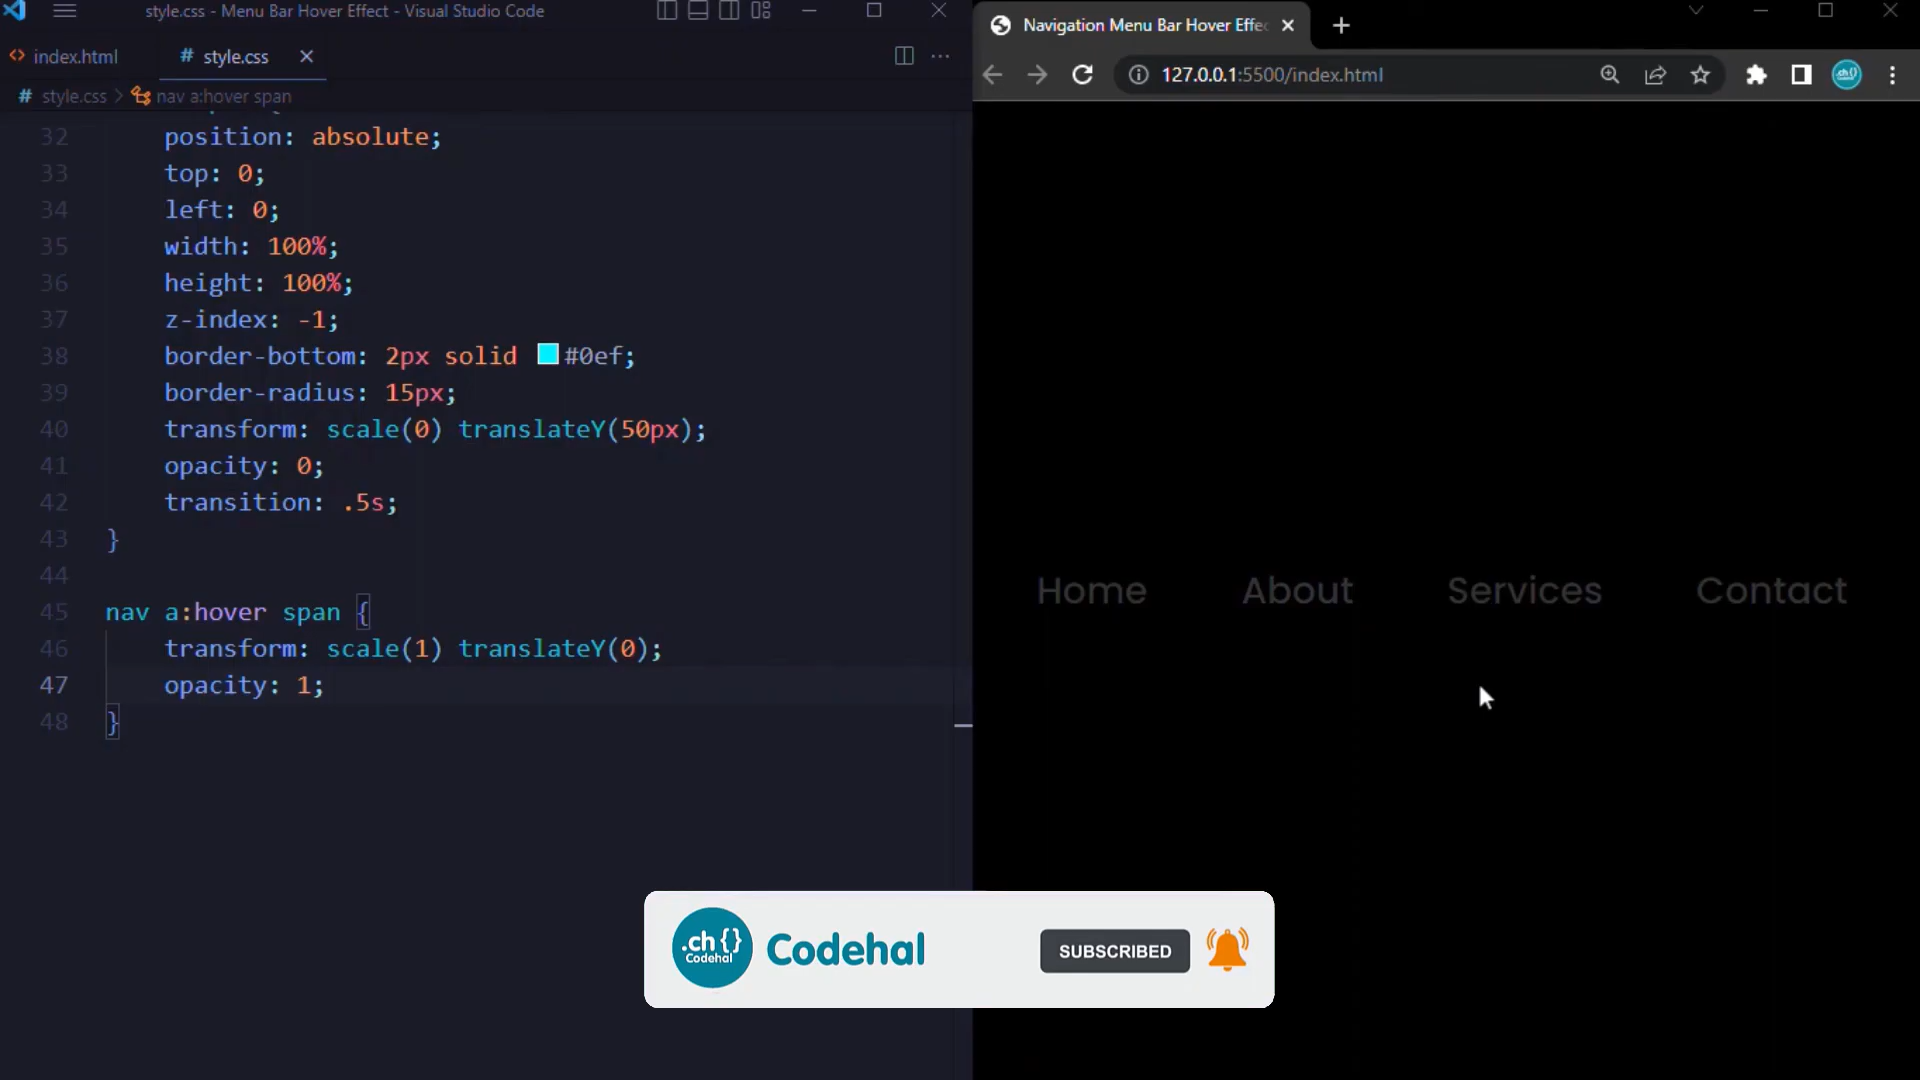 style.css - Menu Bar Hover Effect - Visual Studio Code
index.html
# style.css
# style.css > nav a:hover span
32 position: absolute;
33 top: 0;
34 left: 0;
35 width: 100%;
36 height: 100%;
37 z-index: -1;
38 border-bottom: 2px solid #0ef;
39 border-radius: 15px;
40 transform: scale(0) translateY(50px);
41 opacity: 0;
42 transition: .5s;
43 }
44
45 nav a:hover span {
46 transform: scale(1) translateY(0);
47 opacity: 1;
48 }
Navigation Menu Bar Hover Effe
127.0.0.1:5500/index.html
Home About Services Contact
.ch {}
Codehal
Codehal
SUBSCRIBED